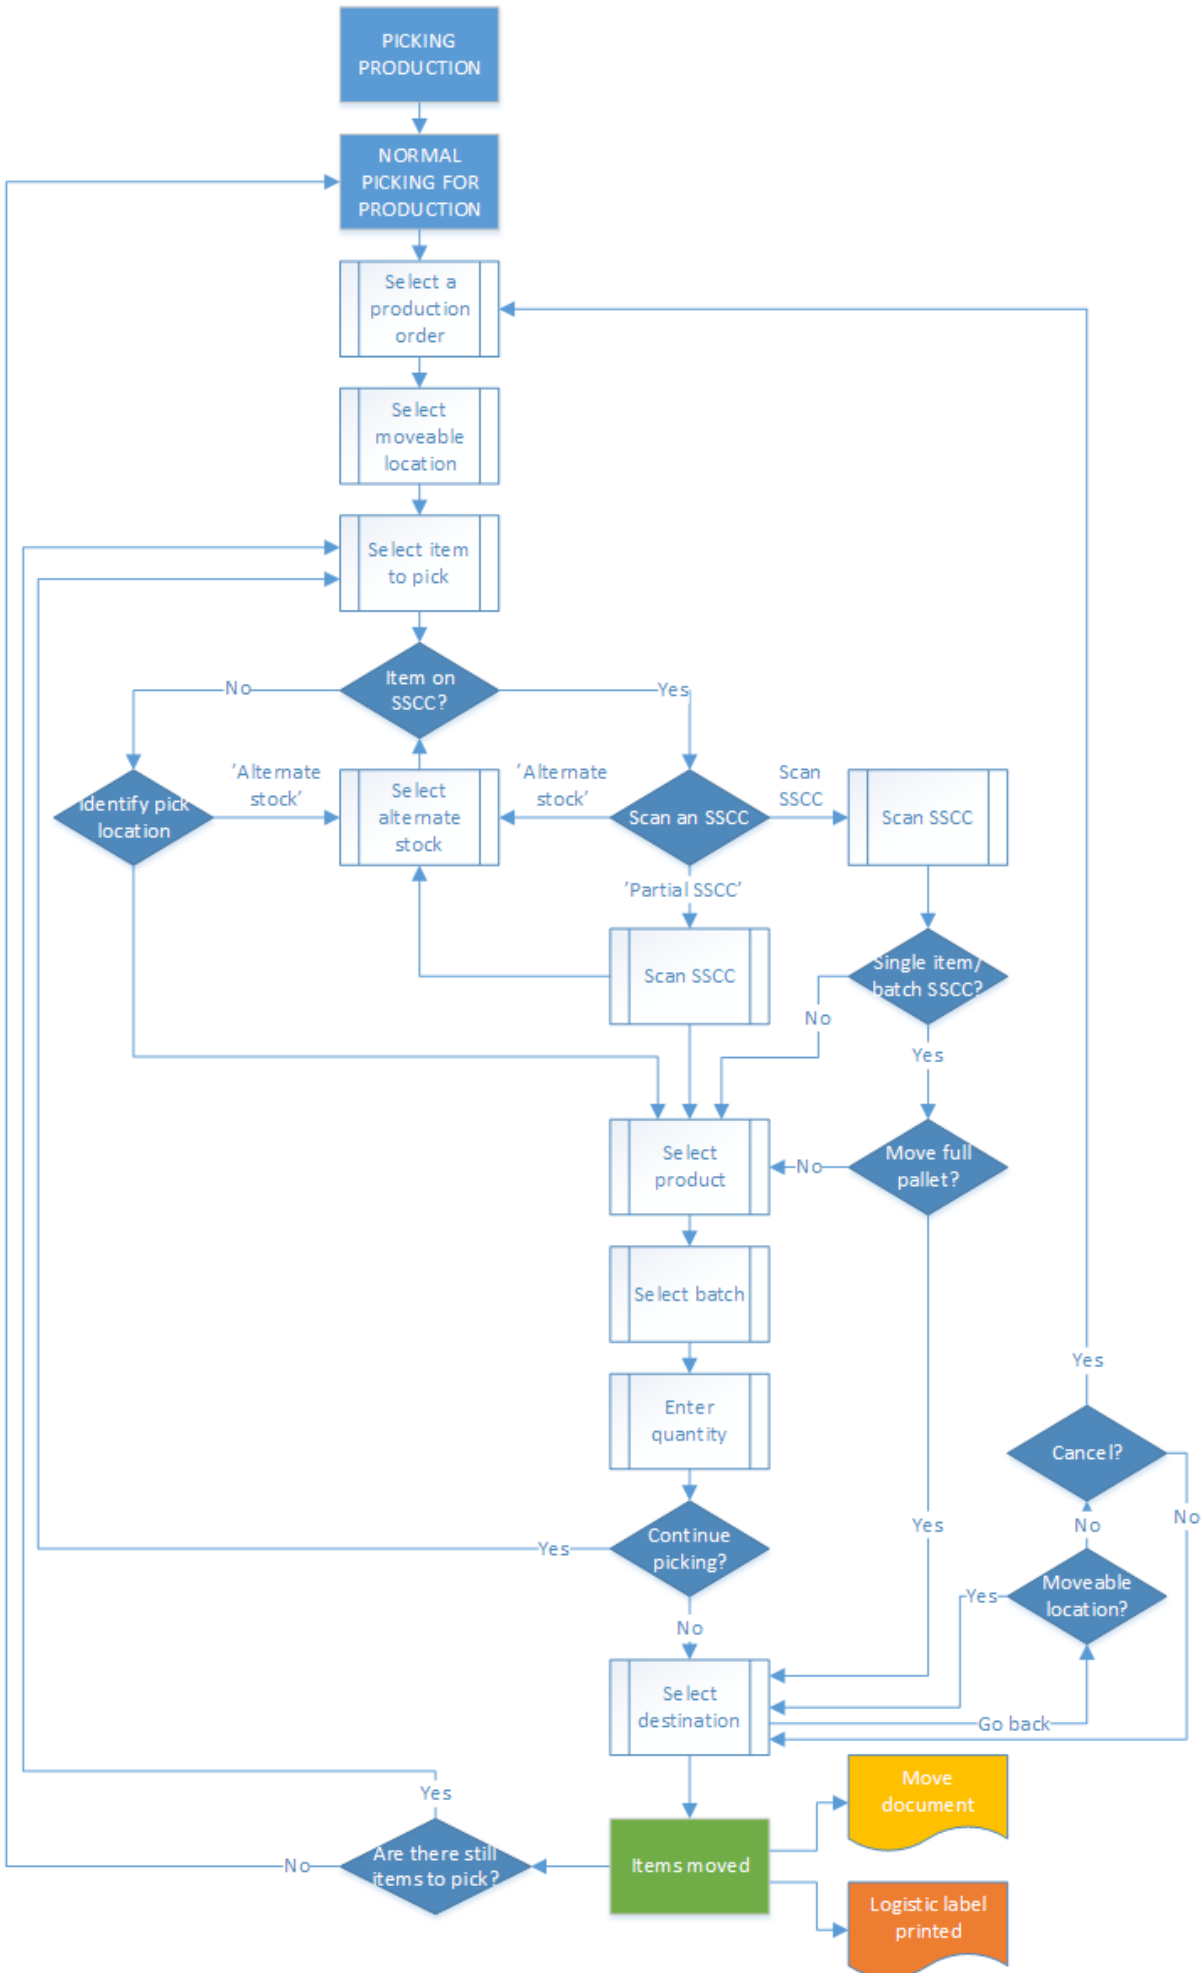 PICKING
PRODUCTION
NORMAL
PICKING FOR
PRODUCTION
Select a
production
order
Select
moveable
location
Select item
to pick
Item on
SSCC?
No
Yes
Identify pick
location
'Alternate
stock'
Select
alternate
stock
'Alternate
stock'
Scan an SSCC
Scan
SSCC
Scan SSCC
'Partial SSCC'
Scan SSCC
Single item/
batch SSCC?
No
Yes
Select
product
No
Move full
pallet?
Select batch
Enter
quantity
Yes
Cancel?
No
Yes
Continue
picking?
Yes
No
Moveable
location?
Yes
No
Select
destination
Go back
Move
document
Yes
Are there still
items to pick?
No
Items moved
Logistic label
printed